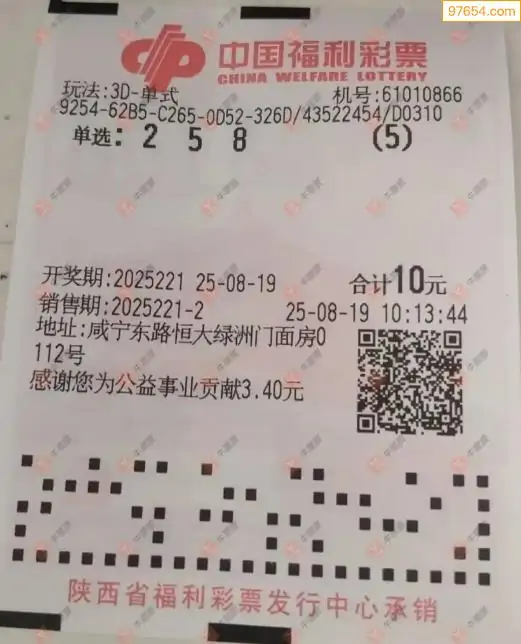 97654.com
中国福利彩票
CHINA WELFARE LOTTERY
玩法:3D-单式 机号:61010866
9254-62B5-C265-0D52-326D/43522454/D0310
单选: 2 5 8 (5)
开奖期:2025221 25-08-19 合计10元
销售期:2025221-2 25-08-19 10:13:44
地址:咸宁东路恒大绿洲门面房0
112号
感谢您为公益事业贡献3.40元
陕西省福利彩票发行中心承销